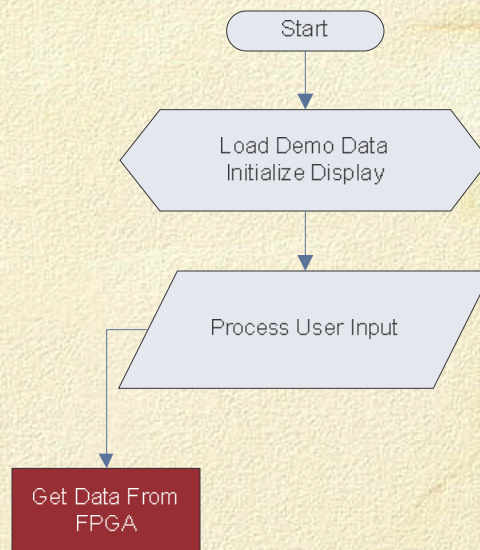 Start
Load Demo Data
Initialize Display
Process User Input
Get Data From
FPGA